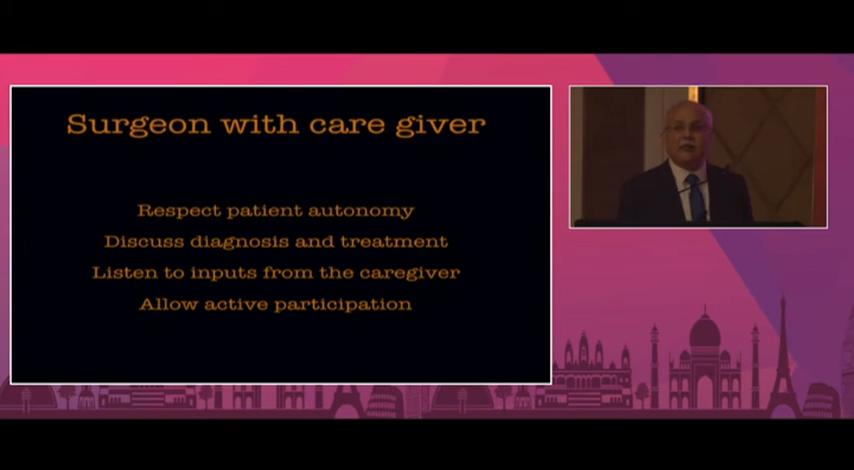 Surgeon with care giver
Respect patient autonomy
Discuss diagnosis and treatment
Listen to inputs from the caregiver
Allow active participation